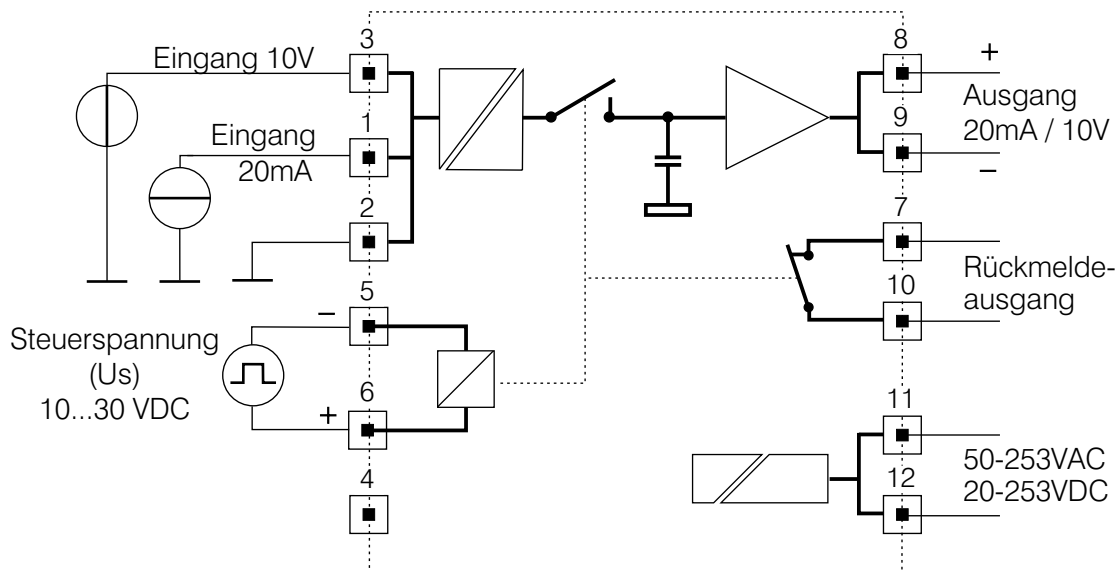 3
Eingang 10V
1
Eingang
20mA
2
5
–
Steuerspannung
(Us)
10...30 VDC
6
+
4
8
+
Ausgang
20mA / 10V
9
–
7
Rückmelde-
ausgang
10
11
50-253VAC
20-253VDC
12